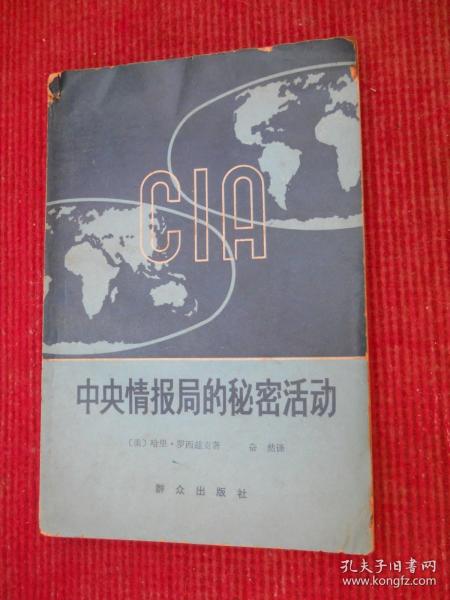 CIA
中央情报局的秘密活动
〔美〕哈里·罗西兹克著 奋然译
群众出版社
孔夫子旧书网
www.kongfz.com